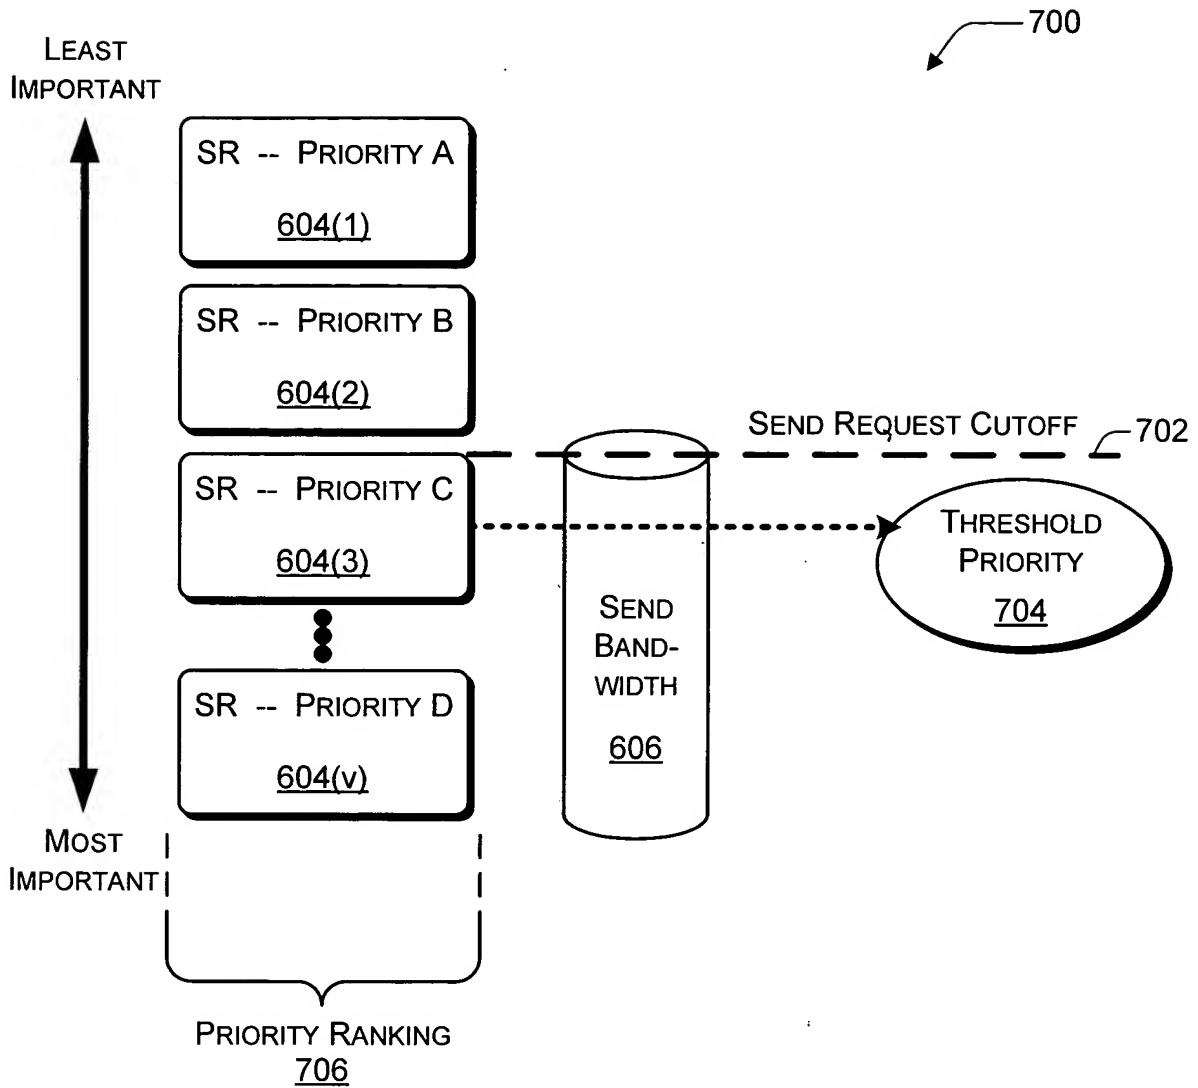 700
LEAST
IMPORTANT
SR -- PRIORITY A
604(1)
SR -- PRIORITY B
604(2)
SEND REQUEST CUTOFF
702
SR -- PRIORITY C
604(3)
THRESHOLD
PRIORITY
704
SEND
BAND-
WIDTH
606
SR -- PRIORITY D
604(v)
MOST
IMPORTANT
PRIORITY RANKING
706